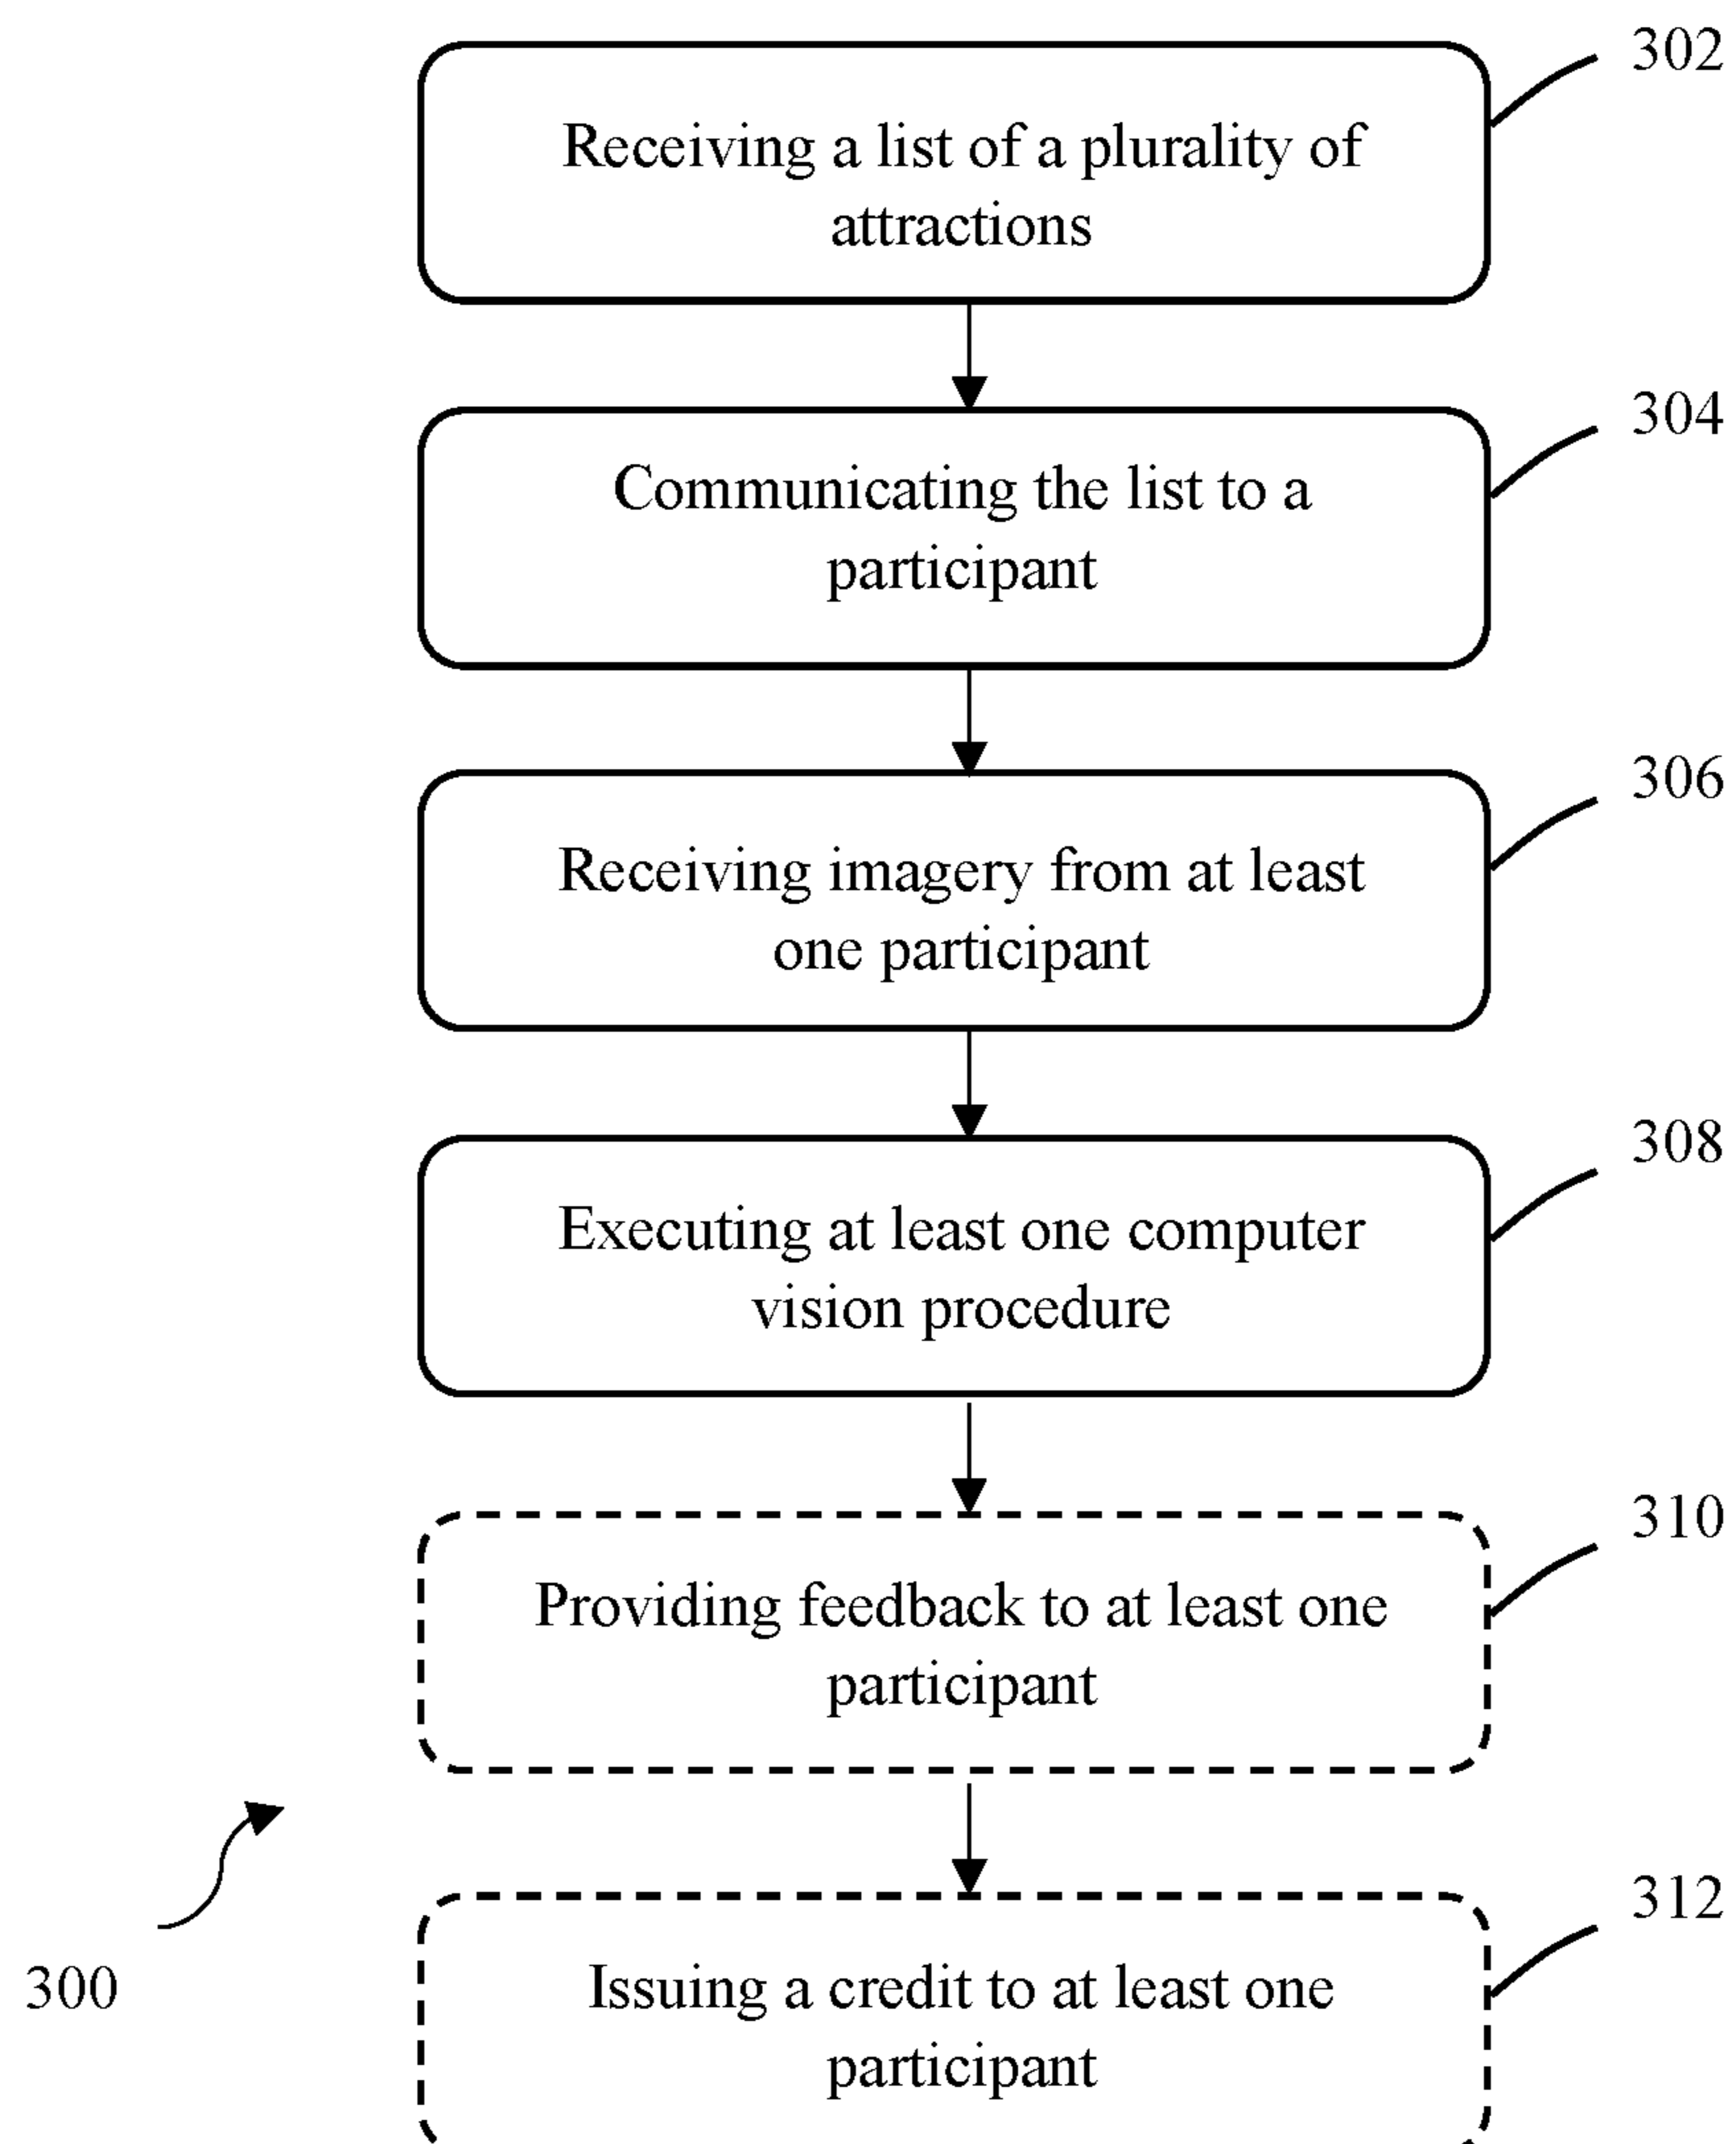 302
Receiving a list of a plurality of
attractions
304
Communicating the list to a
participant
306
Receiving imagery from at least
one participant
308
Executing at least one computer
vision procedure
310
Providing feedback to at least one
participant
312
Issuing a credit to at least one
participant
300